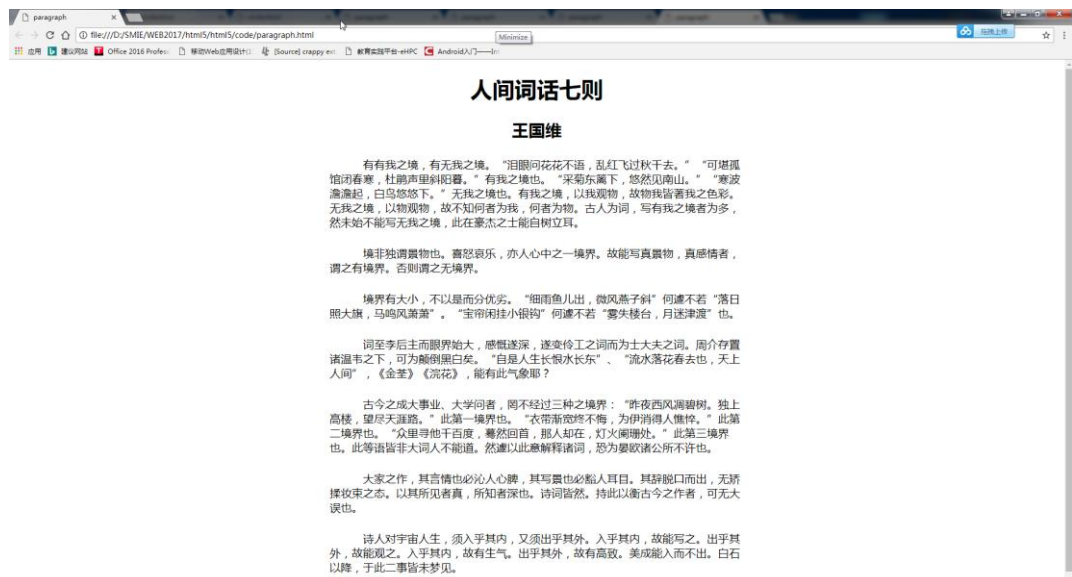 paragraph
file:///D:/SMIE/WEB2017/html5/html5/code/paragraph.html
Minimize
在线上传
应用 建议网站 Office 2016 Profes: 移动Web应用设计(: [Source] crappy ex: 教育实践平台-eHPC Android入门——Int
人间词话七则
王国维
有有我之境，有无我之境。“泪眼问花花不语，乱红飞过秋千去。”“可堪孤
馆闭春寒，杜鹃声里斜阳暮。”有我之境也。“采菊东篱下，悠然见南山。”“寒波
澹澹起，白鸟悠悠下。”无我之境也。有我之境，以我观物，故物我皆著我之色彩。
无我之境，以物观物，故不知何者为我，何者为物。古人为词，写有我之境者为多，
然未始不能写无我之境，此在豪杰之士能自树立耳。
境非独谓景物也。喜怒哀乐，亦人心中之一境界。故能写真景物，真感情者，
谓之有境界。否则谓之无境界。
境界有大小，不以是而分优劣。“细雨鱼儿出，微风燕子斜”何遽不若“落日
照大旗，马鸣风萧萧”。“宝帘闲挂小银钩”何遽不若“雾失楼台，月迷津渡”也。
词至李后主而眼界始大，感慨遂深，遂变伶工之词而为士大夫之词。周介存置
诸温韦之下，可为颠倒黑白矣。“自是人生长恨水长东”、“流水落花春去也，天上
人间”，《金荃》《浣花》，能有此气象耶？
古今之成大事业、大学问者，罔不经过三种之境界：“昨夜西风凋碧树。独上
高楼，望尽天涯路。”此第一境界也。“衣带渐宽终不悔，为伊消得人憔悴。”此第
二境界也。“众里寻他千百度，蓦然回首，那人却在，灯火阑珊处。”此第三境界
也。此等语皆非大词人不能道。然遽以此意解释诸词，恐为晏欧诸公所不许也。
大家之作，其言情也必沁人心脾，其写景也必豁人耳目。其辞脱口而出，无矫
揉妆束之态。以其所见者真，所知者深也。诗词皆然。持此以衡古今之作者，可无大
误也。
诗人对宇宙人生，须入乎其内，又须出乎其外。入乎其内，故能写之。出乎其
外，故能观之。入乎其内，故有生气。出乎其外，故有高致。美成能入而不出。白石
以降，于此二事皆未梦见。